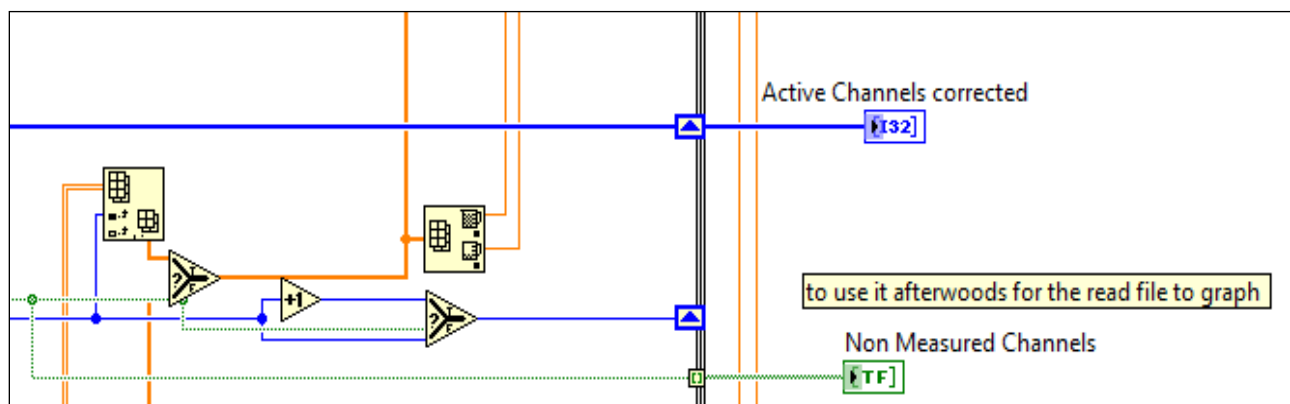 Active Channels corrected
[I32]
?
T
F
+1
?
T
F
to use it afterwoods for the read file to graph
Non Measured Channels
[TF]